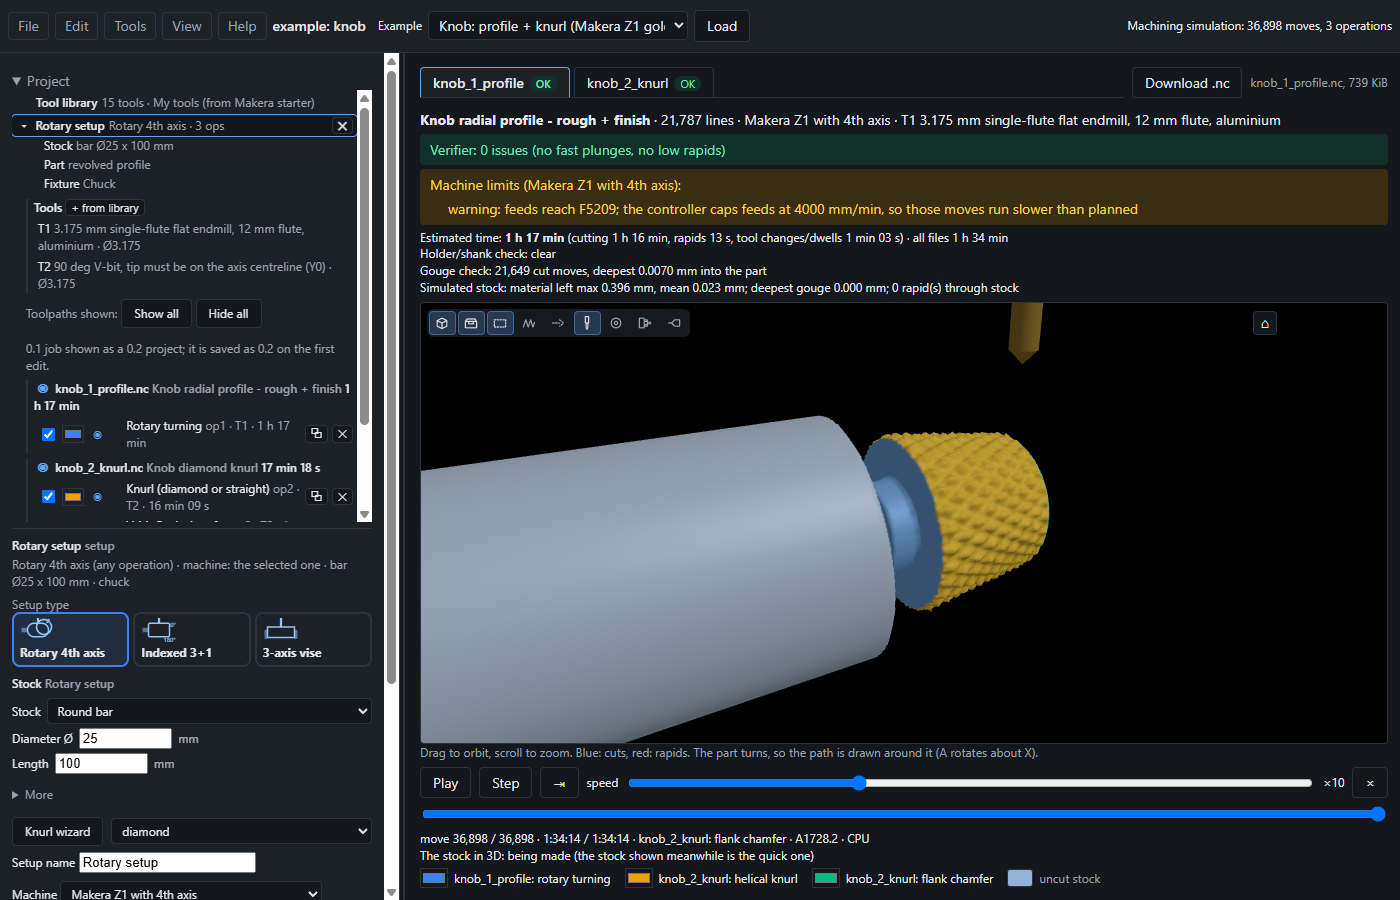 File Edit Tools View Help example: knob Example Knob: profile + knurl (Makera Z1 gol Load Machining simulation: 36,898 moves, 3 operations
Project
Tool library 15 tools · My tools (from Makera starter)
Rotary setup Rotary 4th axis · 3 ops
Stock bar Ø25 x 100 mm
Part revolved profile
Fixture Chuck
Tools + from library
T1 3.175 mm single-flute flat endmill, 12 mm flute,
aluminium · Ø3.175
T2 90 deg V-bit, tip must be on the axis centreline (Y0) ·
Ø3.175
Toolpaths shown: Show all Hide all
0.1 job shown as a 0.2 project; it is saved as 0.2 on the first
edit.
knob_1_profile.nc Knob radial profile - rough + finish 1
h 17 min
Rotary turning op1 · T1 · 1 h 17
min
knob_2_knurl.nc Knob diamond knurl 17 min 18 s
Knurl (diamond or straight) op2 ·
T2 · 16 min 09 s
Rotary setup setup
Rotary 4th axis (any operation) · machine: the selected one · bar
Ø25 x 100 mm · chuck
Setup type
180°
Rotary 4th axis Indexed 3+1 3-axis vise
Stock Rotary setup
Stock Round bar
Diameter Ø 25 mm
Length 100 mm
More
Knurl wizard diamond
Setup name Rotary setup
Machine Makera Z1 with 4th axis
knob_1_profile OK knob_2_knurl OK Download .nc knob_1_profile.nc, 739 KiB
Knob radial profile - rough + finish · 21,787 lines · Makera Z1 with 4th axis · T1 3.175 mm single-flute flat endmill, 12 mm flute, aluminium
Verifier: 0 issues (no fast plunges, no low rapids)
Machine limits (Makera Z1 with 4th axis):
warning: feeds reach F5209; the controller caps feeds at 4000 mm/min, so those moves run slower than planned
Estimated time: 1 h 17 min (cutting 1 h 16 min, rapids 13 s, tool changes/dwells 1 min 03 s) · all files 1 h 34 min
Holder/shank check: clear
Gouge check: 21,649 cut moves, deepest 0.0070 mm into the part
Simulated stock: material left max 0.396 mm, mean 0.023 mm; deepest gouge 0.000 mm; 0 rapid(s) through stock
Drag to orbit, scroll to zoom. Blue: cuts, red: rapids. The part turns, so the path is drawn around it (A rotates about X).
Play Step speed ×10
move 36,898 / 36,898 · 1:34:14 / 1:34:14 · knob_2_knurl: flank chamfer · A1728.2 · CPU
The stock in 3D: being made (the stock shown meanwhile is the quick one)
knob_1_profile: rotary turning knob_2_knurl: helical knurl knob_2_knurl: flank chamfer uncut stock